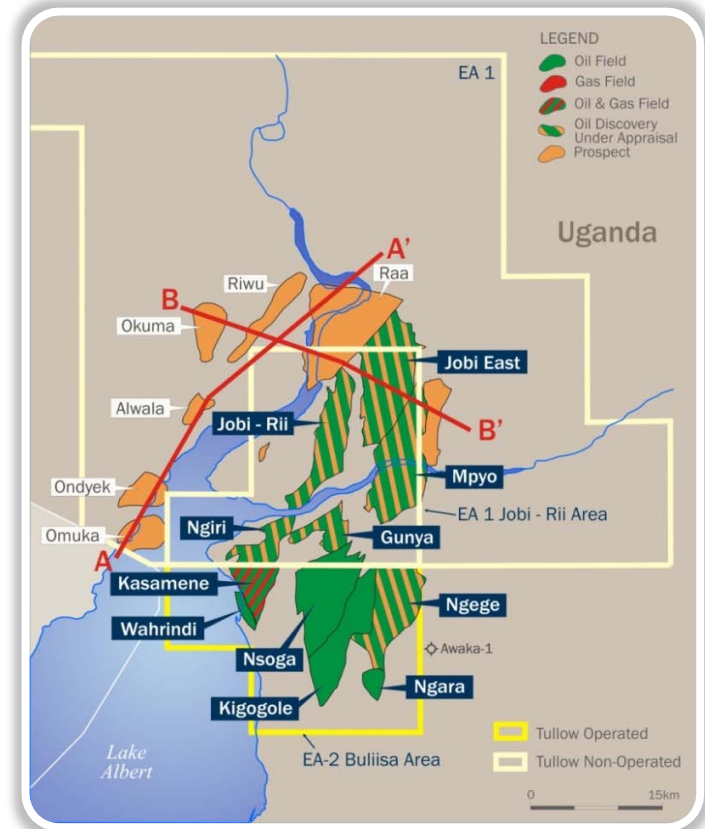 LEGEND
Oil Field
Gas Field
Oil & Gas Field
Oil Discovery
Under Appraisal
Prospect
EA 1
Uganda
A'
Raa
Riwu
B
Okuma
Jobi East
Alwala
Jobi - Rii
B'
Mpyo
Ondyek
EA 1 Jobi - Rii Area
Ngiri
Omuka
Gunya
A
Kasamene
Ngege
Wahrindi
Awaka-1
Nsoga
Ngara
Kigogole
Tullow Operated
Lake
Albert
EA-2 Buliisa Area
Tullow Non-Operated
0 15km